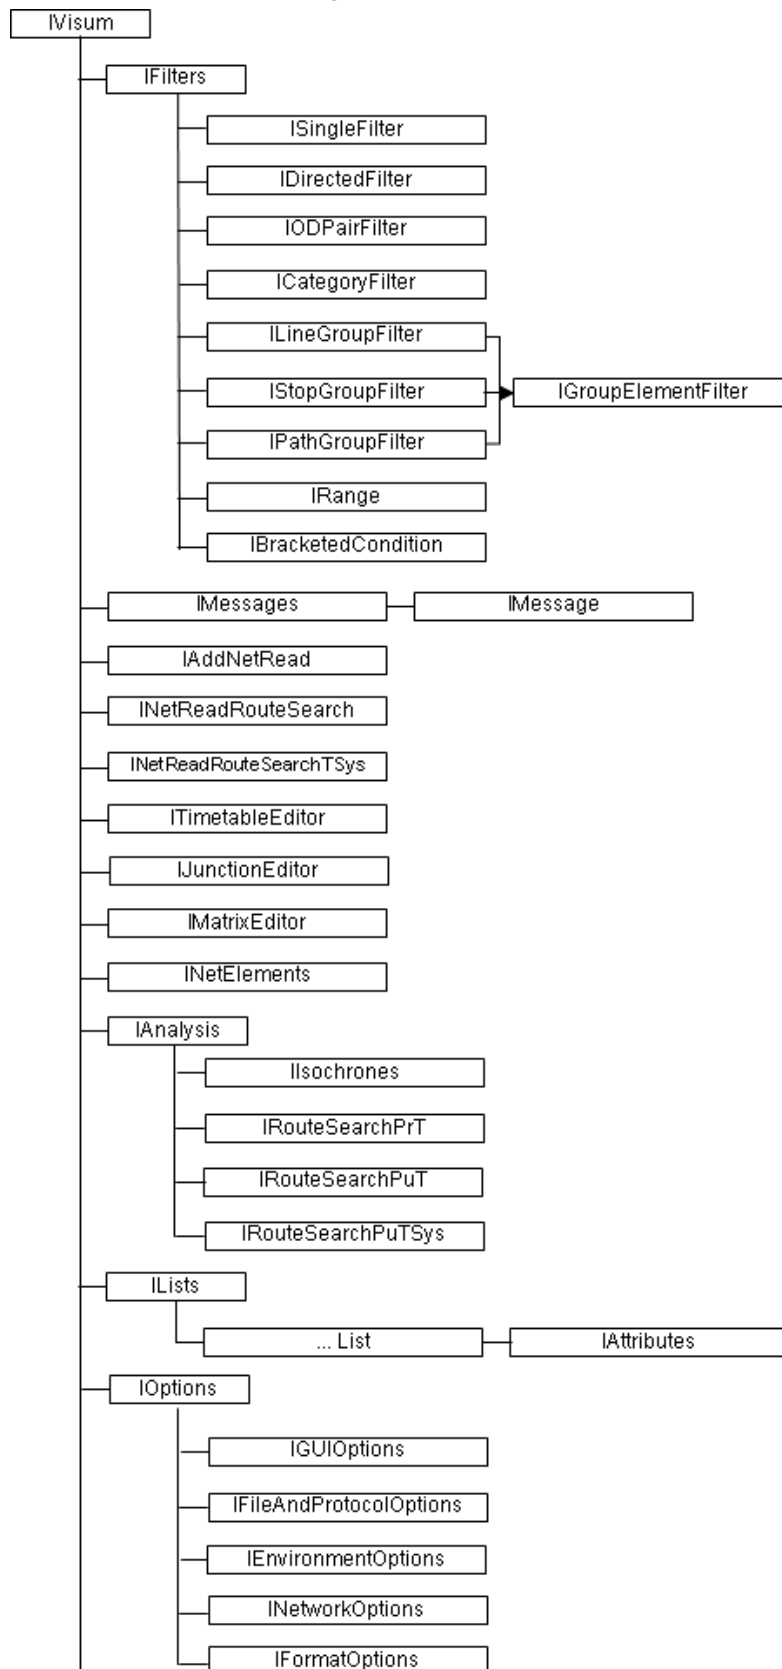 IVisum
IFilters
ISingleFilter
IDirectedFilter
IODPairFilter
ICategoryFilter
ILineGroupFilter
IStopGroupFilter
IGroupElementFilter
IPathGroupFilter
IRange
IBracketedCondition
IMessages
IMessage
IAddNetRead
INetReadRouteSearch
INetReadRouteSearchTSys
ITimetableEditor
IJunctionEditor
IMatrixEditor
INetElements
IAnalysis
IIsochrones
IRouteSearchPrT
IRouteSearchPuT
IRouteSearchPuTSys
ILists
... List
IAttributes
IOptions
IGUIOptions
IFileAndProtocolOptions
IEnvironmentOptions
INetworkOptions
IFormatOptions